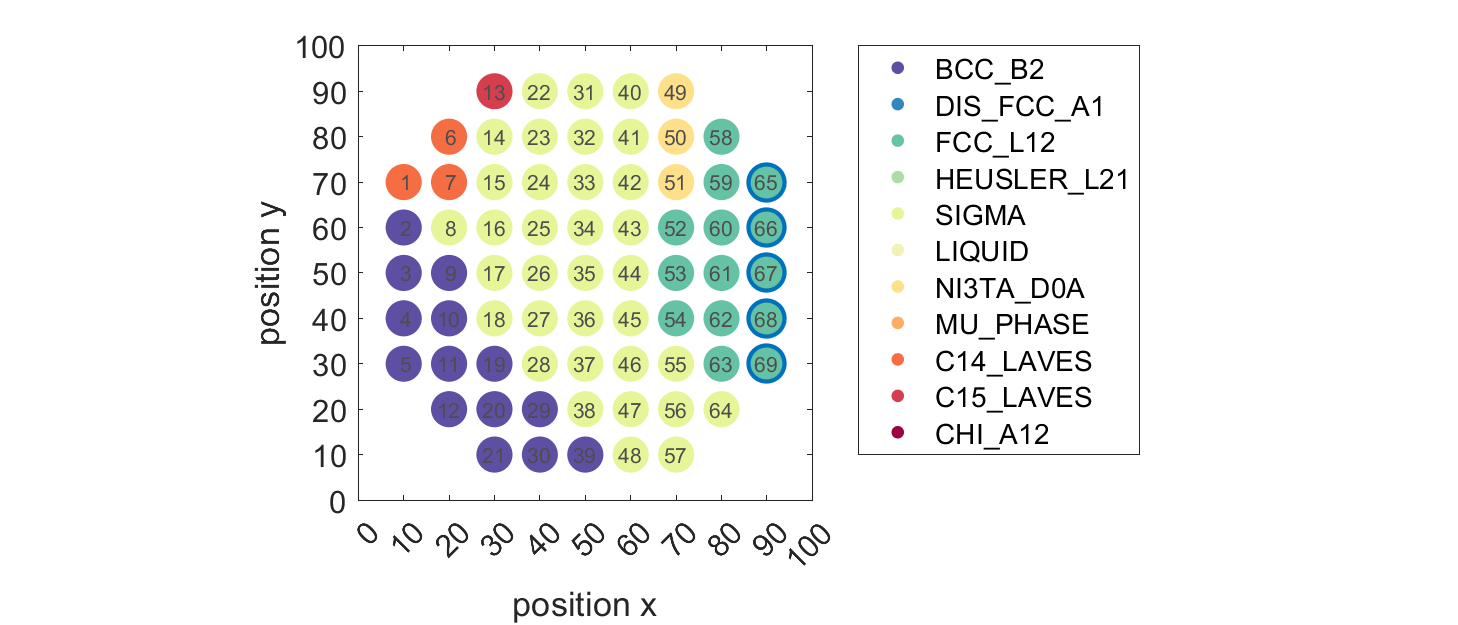 100
90
80
70
60
50
40
30
20
10
0
position y
13 22 31 40 49
6 14 23 32 41 50 58
1 7 15 24 33 42 51 59 65
2 8 16 25 34 43 52 60 66
3 9 17 26 35 44 53 61 67
4 10 18 27 36 45 54 62 68
5 11 19 28 37 46 55 63 69
12 20 29 38 47 56 64
21 30 39 48 57
0 10 20 30 40 50 60 70 80 90 100
position x
BCC_B2
DIS_FCC_A1
FCC_L12
HEUSLER_L21
SIGMA
LIQUID
NI3TA_D0A
MU_PHASE
C14_LAVES
C15_LAVES
CHI_A12